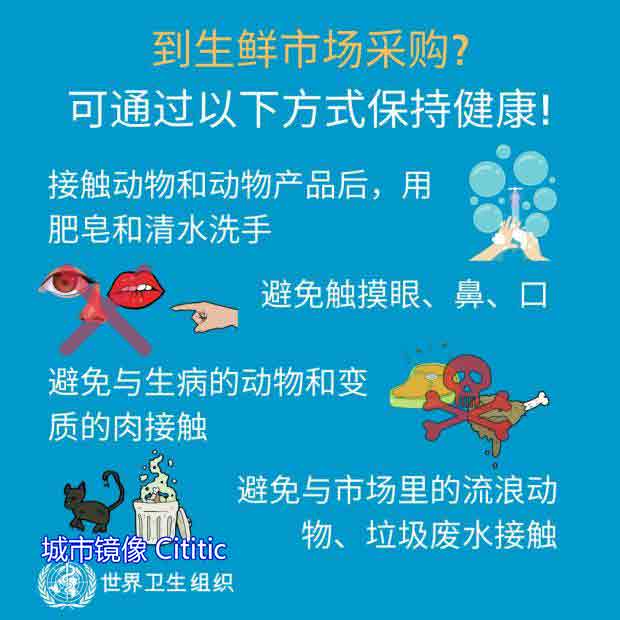 到生鲜市场采购?
可通过以下方式保持健康!
接触动物和动物产品后，用
肥皂和清水洗手
避免触摸眼、鼻、口
避免与生病的动物和变
质的肉接触
避免与市场里的流浪动
物、垃圾废水接触
城市镜像 Cititic
世界卫生组织